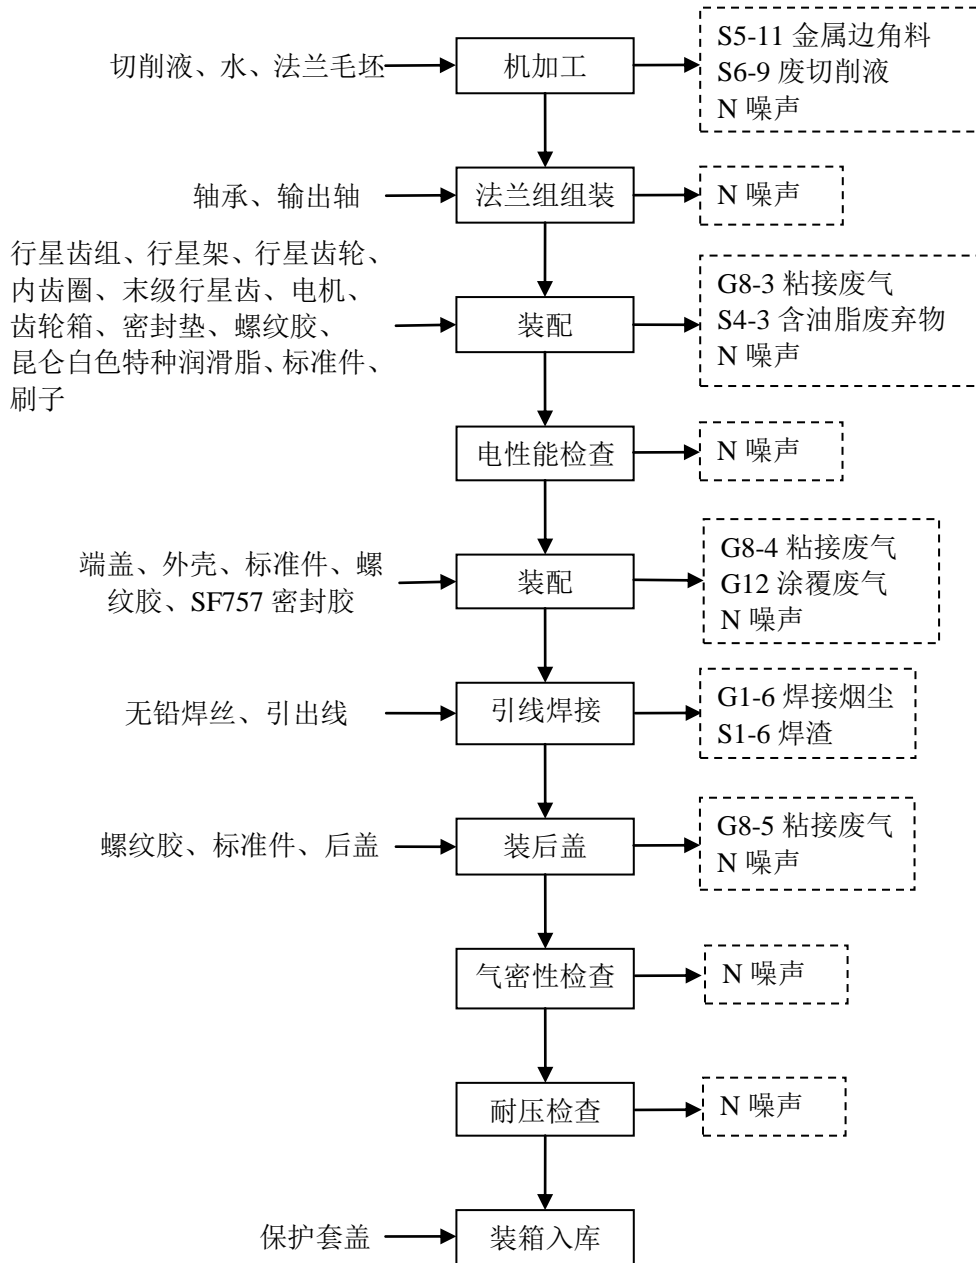 切削液、水、法兰毛坯
机加工
S5-11 金属边角料
S6-9 废切削液
N 噪声
轴承、输出轴
法兰组组装
N 噪声
行星齿组、行星架、行星齿轮、
内齿圈、末级行星齿、电机、
齿轮箱、密封垫、螺纹胶、
昆仑白色特种润滑脂、标准件、
刷子
装配
G8-3 粘接废气
S4-3 含油脂废弃物
N 噪声
电性能检查
N 噪声
端盖、外壳、标准件、螺
纹胶、SF757 密封胶
装配
G8-4 粘接废气
G12 涂覆废气
N 噪声
无铅焊丝、引出线
引线焊接
G1-6 焊接烟尘
S1-6 焊渣
螺纹胶、标准件、后盖
装后盖
G8-5 粘接废气
N 噪声
气密性检查
N 噪声
耐压检查
N 噪声
保护套盖
装箱入库